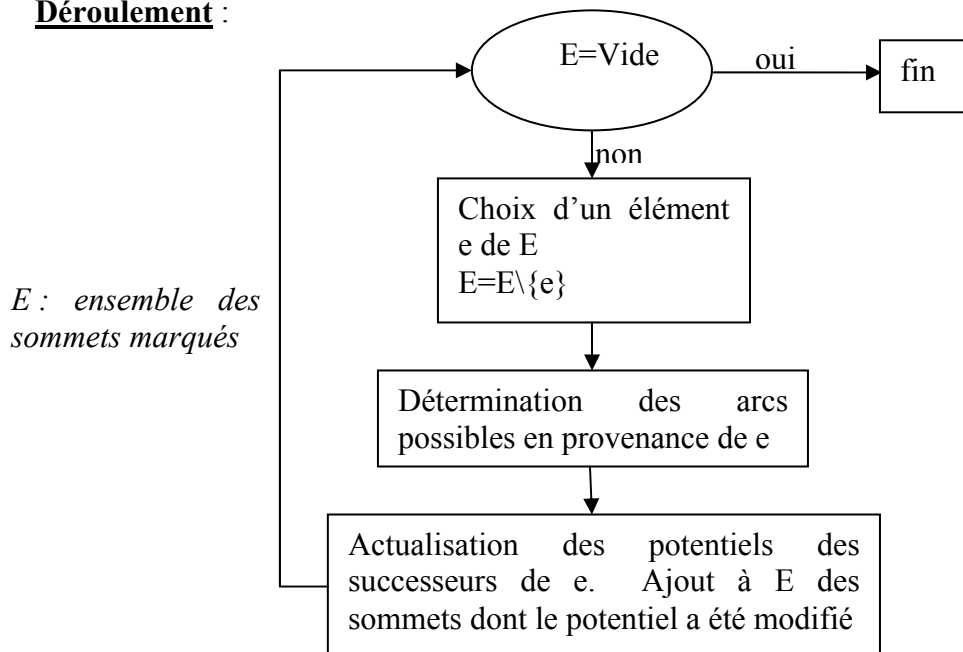 Déroulement :
E=Vide
oui
fin
non
Choix d’un élément
e de E
E=E\{e}
E : ensemble des
sommets marqués
Détermination des arcs
possibles en provenance de e
Actualisation des potentiels des
successeurs de e. Ajout à E des
sommets dont le potentiel a été modifié